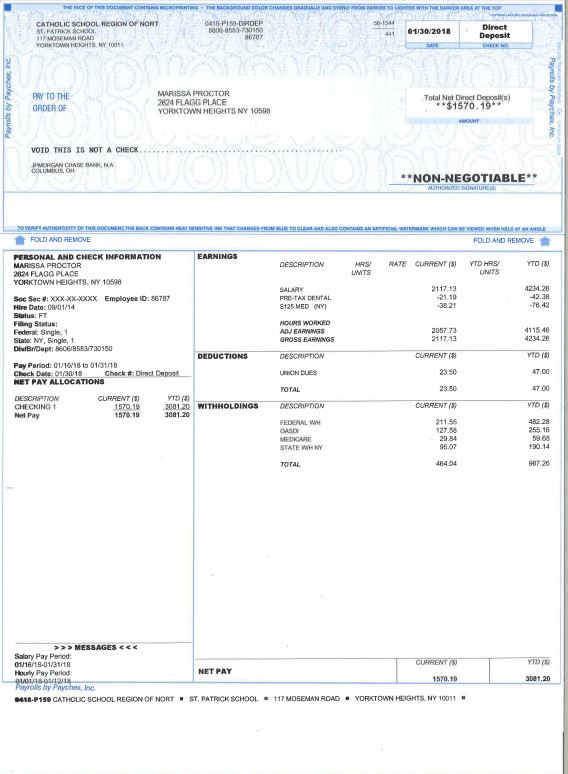 THE FACE OF THIS DOCUMENT CONTAINS MICROPRINTING • THE BACKGROUND COLOR CHANGES GRADUALLY AND EVENLY FROM DARKER TO LIGHTER WITH THE DARKER AREA AT THE TOP
Payrolls by Paychex, Inc.
CATHOLIC SCHOOL REGION OF NORT
ST. PATRICK SCHOOL
117 MOSEMAN ROAD
YORKTOWN HEIGHTS, NY 10011
0416-P159-DIRDEP
8606-8583-730150
86787
56-1544
441
01/30/2018
DATE
Direct
Deposit
CHECK NO.
Payrolls by Paychex, Inc.
PAY TO THE
ORDER OF
MARISSA PROCTOR
2624 FLAGG PLACE
YORKTOWN HEIGHTS NY 10598
Total Net Direct Deposit(s)
**$1570.19**
AMOUNT
VOID THIS IS NOT A CHECK
JPMORGAN CHASE BANK, N.A.
COLUMBUS, OH
**NON-NEGOTIABLE**
AUTHORIZED SIGNATURE(S)
TO VERIFY AUTHENTICITY OF THIS DOCUMENT, THE BACK CONTAINS HEAT SENSITIVE INK THAT CHANGES FROM BLUE TO CLEAR AND ALSO CONTAINS AN ARTIFICIAL WATERMARK WHICH CAN BE VIEWED WHEN HELD AT AN ANGLE
FOLD AND REMOVE FOLD AND REMOVE
PERSONAL AND CHECK INFORMATION
MARISSA PROCTOR
2624 FLAGG PLACE
YORKTOWN HEIGHTS, NY 10598
Soc Sec #: XXX-XX-XXXX Employee ID: 86787
Hire Date: 09/01/14
Status: FT
Filing Status:
Federal: Single, 1
State: NY, Single, 1
Div/Br/Dept: 8606/8583/730150
Pay Period: 01/16/18 to 01/31/18
Check Date: 01/30/18 Check #: Direct Deposit
NET PAY ALLOCATIONS
DESCRIPTION CURRENT ($) YTD ($)
CHECKING 1 1570.19 3081.20
Net Pay 1570.19 3081.20
EARNINGS DESCRIPTION HRS/ UNITS RATE CURRENT ($) YTD HRS/ UNITS YTD ($)
SALARY 2117.13 4234.26
PRE-TAX DENTAL -21.19 -42.38
S125 MED (NY) -38.21 -76.42
HOURS WORKED
ADJ EARNINGS 2057.73 4115.46
GROSS EARNINGS 2117.13 4234.26
DEDUCTIONS DESCRIPTION CURRENT ($) YTD ($)
UNION DUES 23.50 47.00
TOTAL 23.50 47.00
WITHHOLDINGS DESCRIPTION CURRENT ($) YTD ($)
FEDERAL W/H 211.55 482.28
OASDI 127.58 255.16
MEDICARE 29.84 59.68
STATE W/H NY 95.07 190.14
TOTAL 464.04 987.26
> > > MESSAGES < < <
Salary Pay Period:
01/16/18-01/31/18
Hourly Pay Period:
01/01/18-01/12/18
NET PAY CURRENT ($) YTD ($)
1570.19 3081.20
Payrolls by Paychex, Inc.
0418-P159 CATHOLIC SCHOOL REGION OF NORT ■ ST. PATRICK SCHOOL ■ 117 MOSEMAN ROAD ■ YORKTOWN HEIGHTS, NY 10011 ■